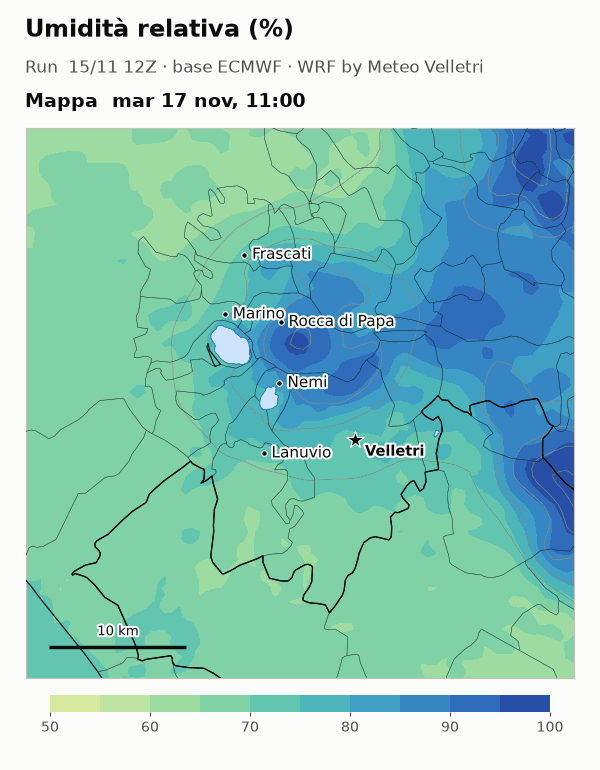 Umidità relativa (%)
Run  15/11 12Z · base ECMWF · WRF by Meteo Velletri
Mappa  mar 17 nov, 11:00
Frascati
Marino
Rocca di Papa
Nemi
Velletri
Lanuvio
10 km
50 60 70 80 90 100